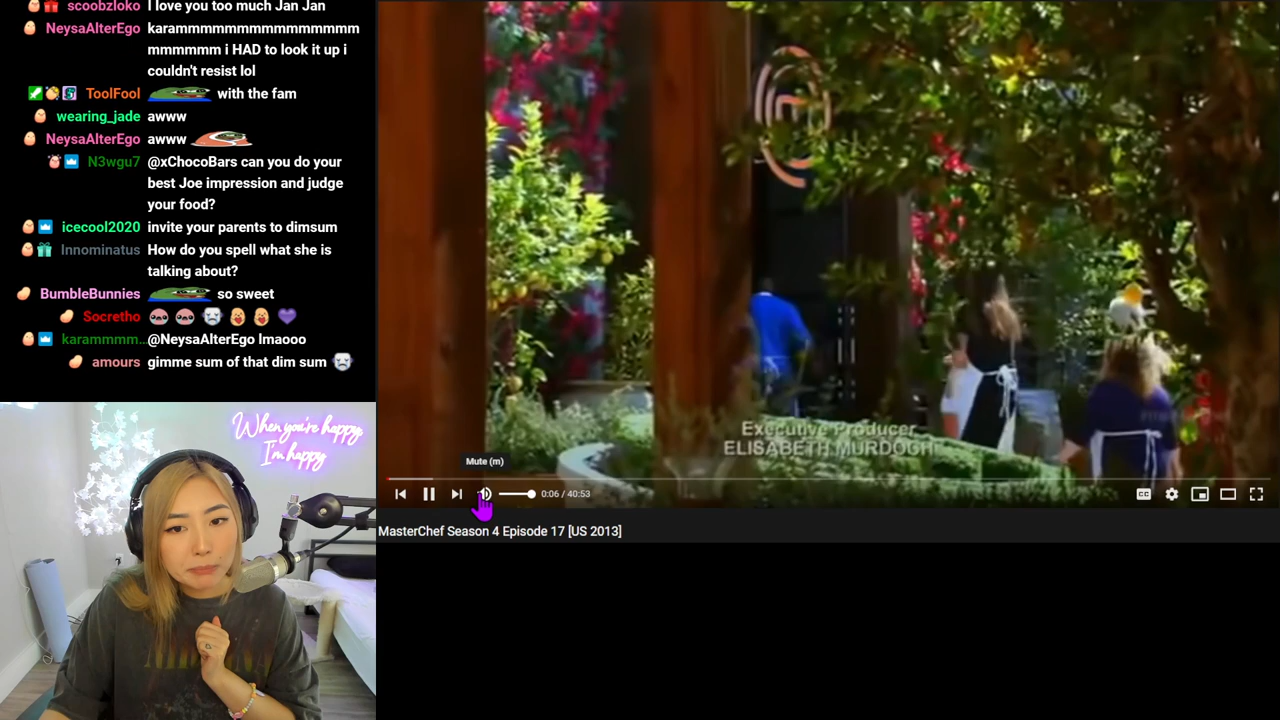 scoobzloko I love you too much Jan Jan
NeysaAlterEgo karammmmmmmmmmmmmmmm
mmmmmm i HAD to look it up i
couldn't resist lol
ToolFool with the fam
wearing_jade awww
NeysaAlterEgo awww
N3wgu7 @xChocoBars can you do your
best Joe impression and judge
your food?
icecool2020 invite your parents to dimsum
Innominatus How do you spell what she is
talking about?
BumbleBunnies so sweet
Socretho
karammmm... @NeysaAlterEgo lmaooo
amours gimme sum of that dim sum
When you're happy,
I'm happy
Executive Producer
ELISABETH MURDOCH
Mute (m)
0:06 / 40:53
CC
MasterChef Season 4 Episode 17 [US 2013]